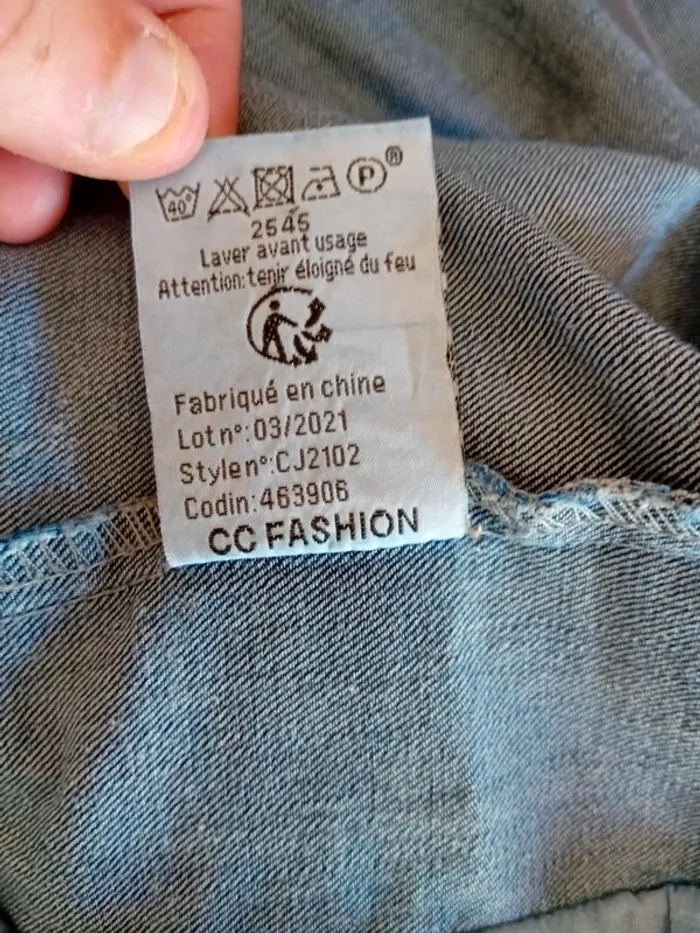 40°
P®
2545
Laver avant usage
Attention:tenir éloigné du feu
Fabriqué en chine
Lot n°:03/2021
Style n°:CJ2102
Codin:463906
CC FASHION